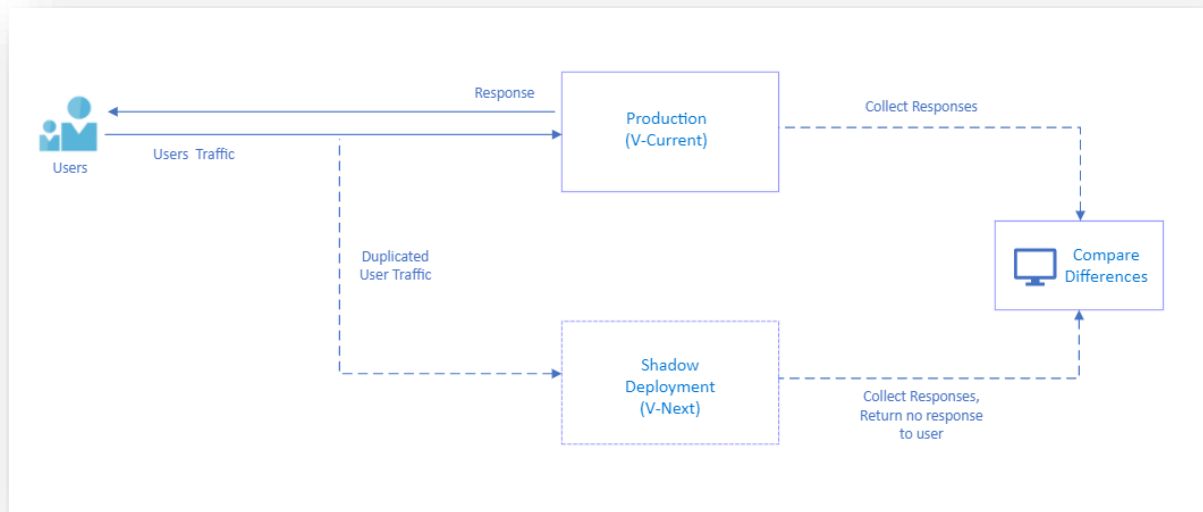 Response
Users Traffic
Users
Production
(V-Current)
Collect Responses
Duplicated
User Traffic
Compare
Differences
Shadow
Deployment
(V-Next)
Collect Responses,
Return no response
to user